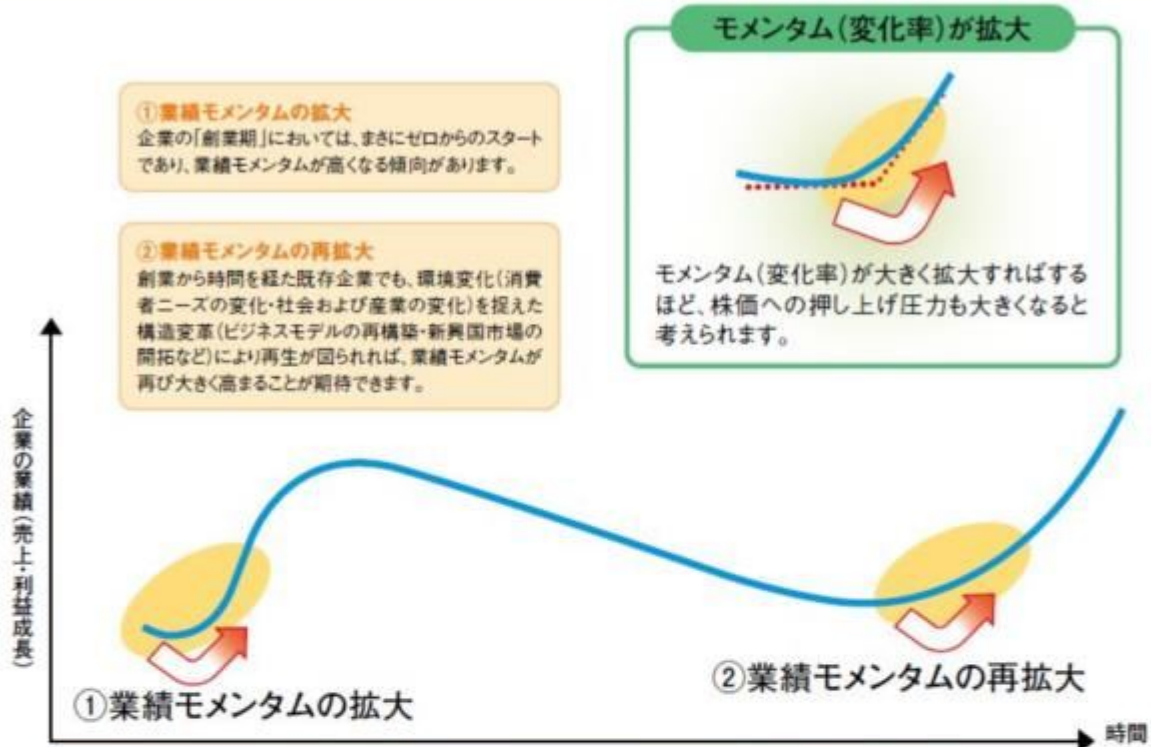 モメンタム(変化率)が拡大
①業績モメンタムの拡大
企業の「創業期」においては、まさにゼロからのスタート
であり、業績モメンタムが高くなる傾向があります。
②業績モメンタムの再拡大
創業から時間を経た既存企業でも、環境変化(消費
者ニーズの変化・社会および産業の変化)を捉えた
構造変革(ビジネスモデルの再構築・新興国市場の
開拓など)により再生が図られれば、業績モメンタムが
再び大きく高まることが期待できます。
モメンタム(変化率)が大きく拡大すればする
ほど、株価への押し上げ圧力も大きくなると
考えられます。
企業の業績(売上・利益成長)
①業績モメンタムの拡大
②業績モメンタムの再拡大
時間